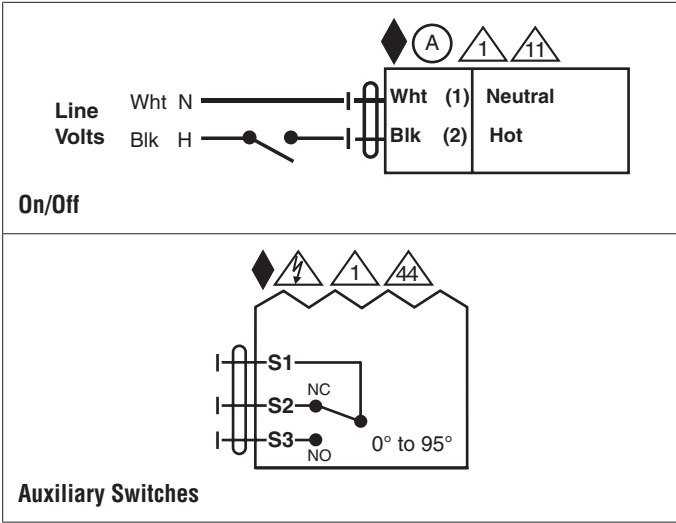 A 1 11
Line Volts
Wht N
Blk H
Wht (1) Neutral
Blk (2) Hot
On/Off
1 44
S1
NC
S2
S3
NO
0° to 95°
Auxiliary Switches